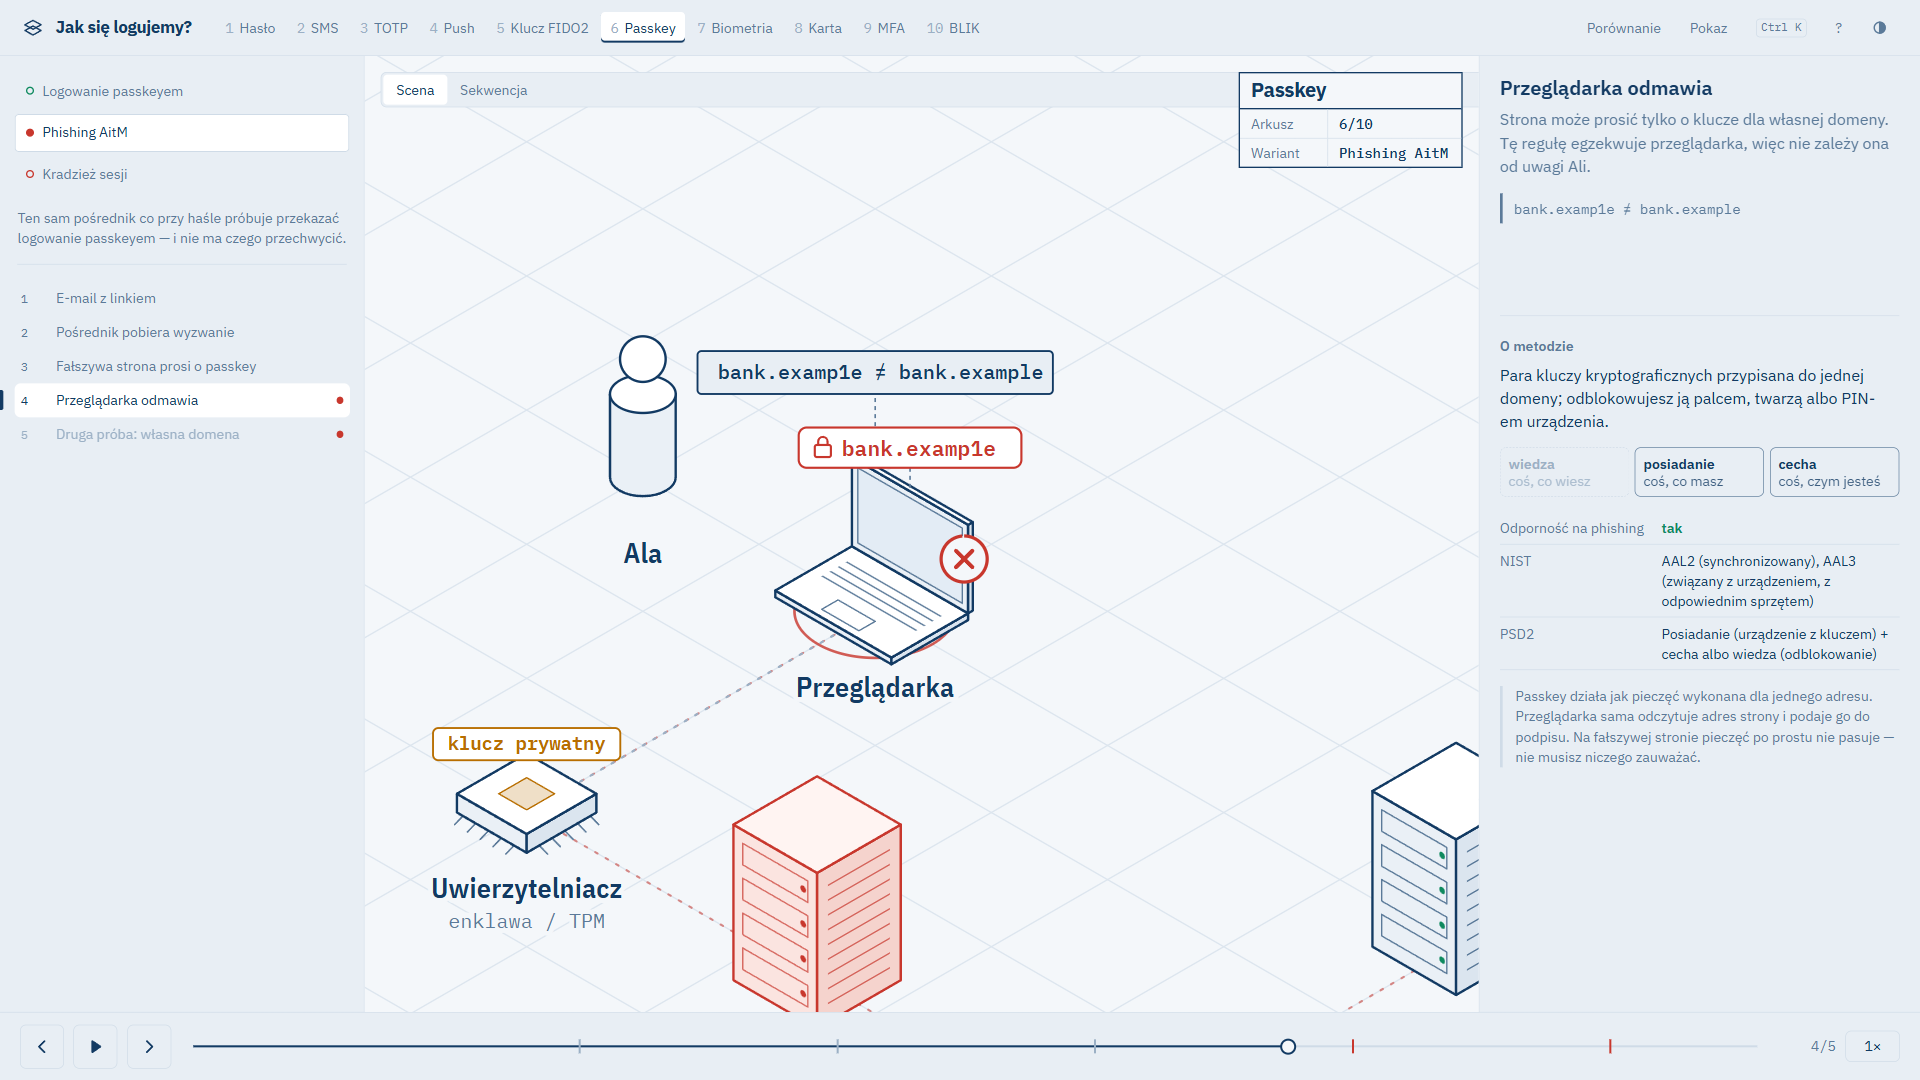 Jak się logujemy?
1 Hasło
2 SMS
3 TOTP
4 Push
5 Klucz FIDO2
6 Passkey
7 Biometria
8 Karta
9 MFA
10 BLIK
Porównanie
Pokaz
Ctrl K
?
Logowanie passkeyem
Phishing AitM
Kradzież sesji
Ten sam pośrednik co przy haśle próbuje przekazać
logowanie passkeyem — i nie ma czego przechwycić.
1 E-mail z linkiem
2 Pośrednik pobiera wyzwanie
3 Fałszywa strona prosi o passkey
4 Przeglądarka odmawia
5 Druga próba: własna domena
Scena
Sekwencja
Passkey
Arkusz 6/10
Wariant Phishing AitM
bank.examp1e ≠ bank.example
bank.examp1e
Ala
Przeglądarka
klucz prywatny
Uwierzytelniacz
enklawa / TPM
Przeglądarka odmawia
Strona może prosić tylko o klucze dla własnej domeny.
Tę regułę egzekwuje przeglądarka, więc nie zależy ona
od uwagi Ali.
bank.examp1e ≠ bank.example
O metodzie
Para kluczy kryptograficznych przypisana do jednej
domeny; odblokowujesz ją palcem, twarzą albo PIN-
em urządzenia.
wiedza
coś, co wiesz
posiadanie
coś, co masz
cecha
coś, czym jesteś
Odporność na phishing tak
NIST AAL2 (synchronizowany), AAL3
(związany z urządzeniem, z
odpowiednim sprzętem)
PSD2 Posiadanie (urządzenie z kluczem) +
cecha albo wiedza (odblokowanie)
Passkey działa jak pieczęć wykonana dla jednego adresu.
Przeglądarka sama odczytuje adres strony i podaje go do
podpisu. Na fałszywej stronie pieczęć po prostu nie pasuje —
nie musisz niczego zauważać.
4/5
1×